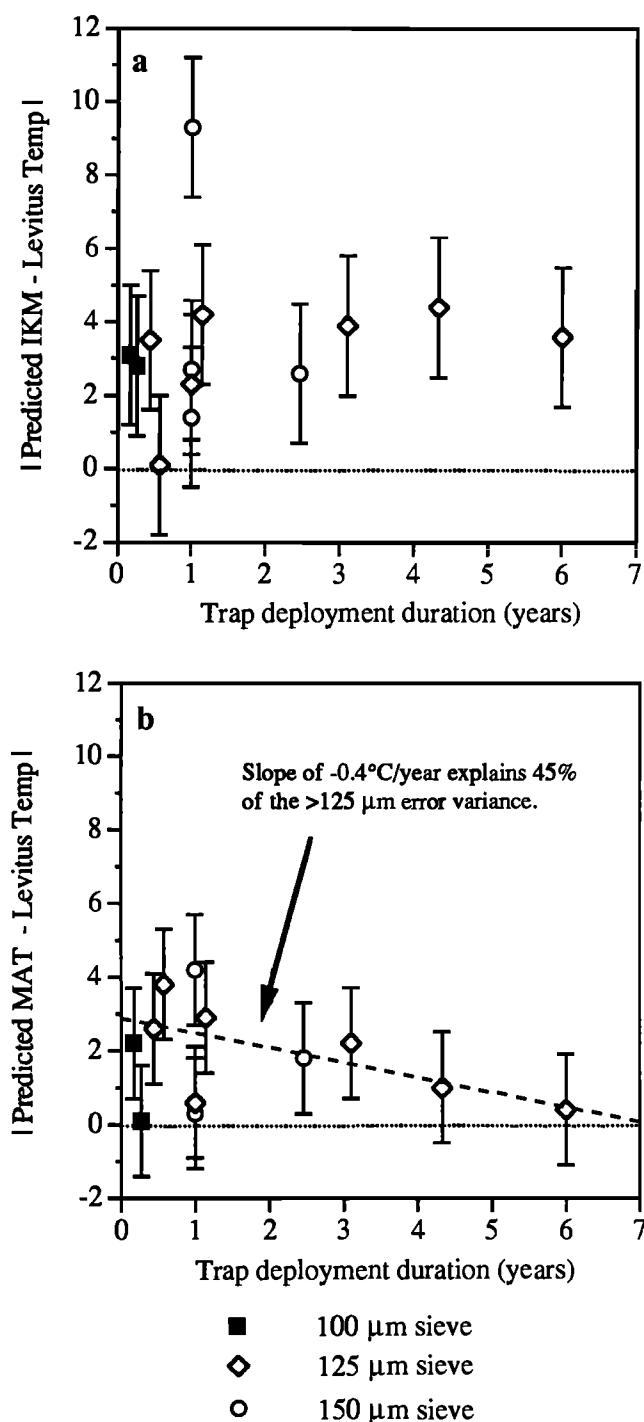 a
12
10
8
6
4
2
0
-2
| Predicted IKM - Levitus Temp |
0 1 2 3 4 5 6 7
Trap deployment duration (years)
b
12
10
8
6
4
2
0
-2
| Predicted MAT - Levitus Temp |
Slope of -0.4°C/year explains 45%
of the >125 μm error variance.
0 1 2 3 4 5 6 7
Trap deployment duration (years)
100 μm sieve
125 μm sieve
150 μm sieve